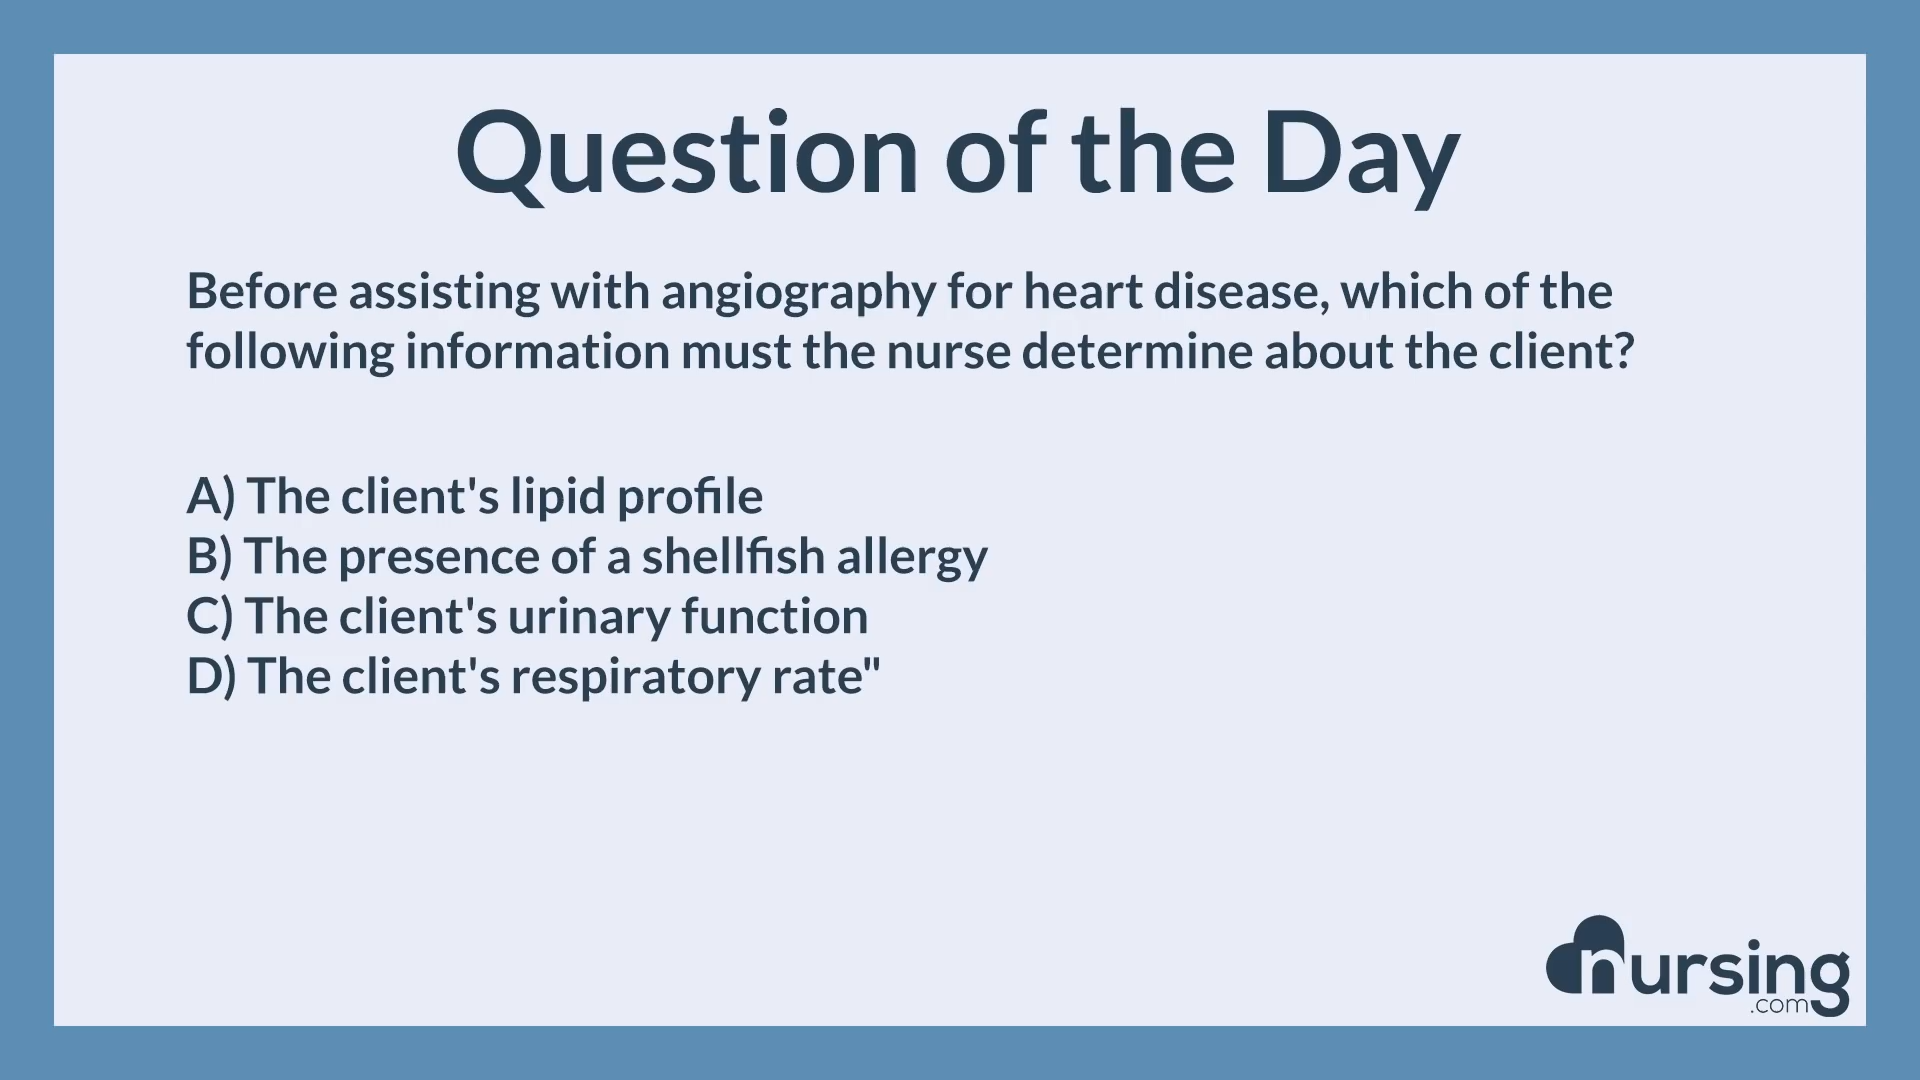 Question of the Day
Before assisting with angiography for heart disease, which of the
following information must the nurse determine about the client?
A) The client's lipid profile
B) The presence of a shellfish allergy
C) The client's urinary function
D) The client's respiratory rate"
nursing
.com